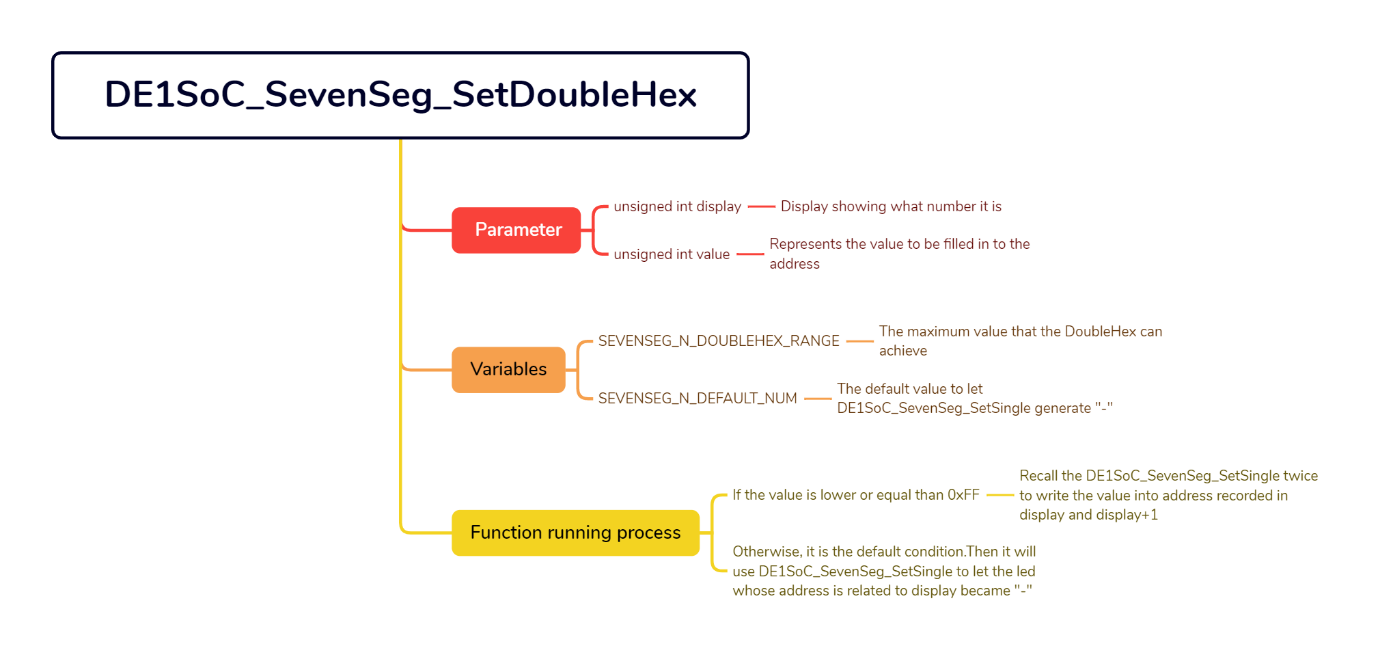 DE1SoC_SevenSeg_SetDoubleHex
Parameter
unsigned int display
Display showing what number it is
unsigned int value
Represents the value to be filled in to the
address
Variables
SEVENSEG_N_DOUBLEHEX_RANGE
The maximum value that the DoubleHex can
achieve
SEVENSEG_N_DEFAULT_NUM
The default value to let
DE1SoC_SevenSeg_SetSingle generate "-"
Function running process
If the value is lower or equal than 0xFF
Recall the DE1SoC_SevenSeg_SetSingle twice
to write the value into address recorded in
display and display+1
Otherwise, it is the default condition.Then it will
use DE1SoC_SevenSeg_SetSingle to let the led
whose address is related to display became "-"